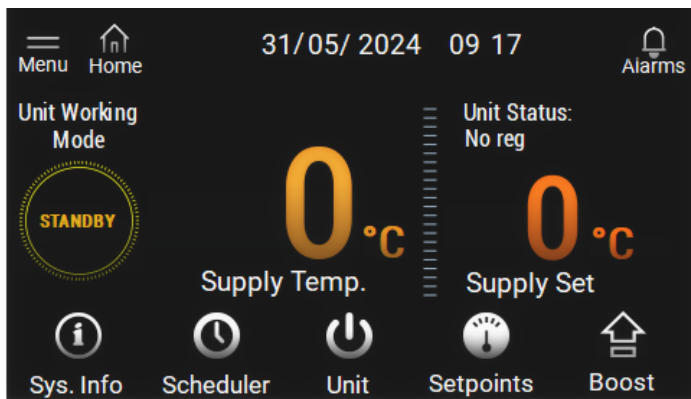 31/05/2024 09 17
Menu Home Alarms
Unit Working
Mode
Unit Status:
No reg
STANDBY
0 °C
0 °C
Supply Temp.
Supply Set
Sys. Info Scheduler Unit Setpoints Boost